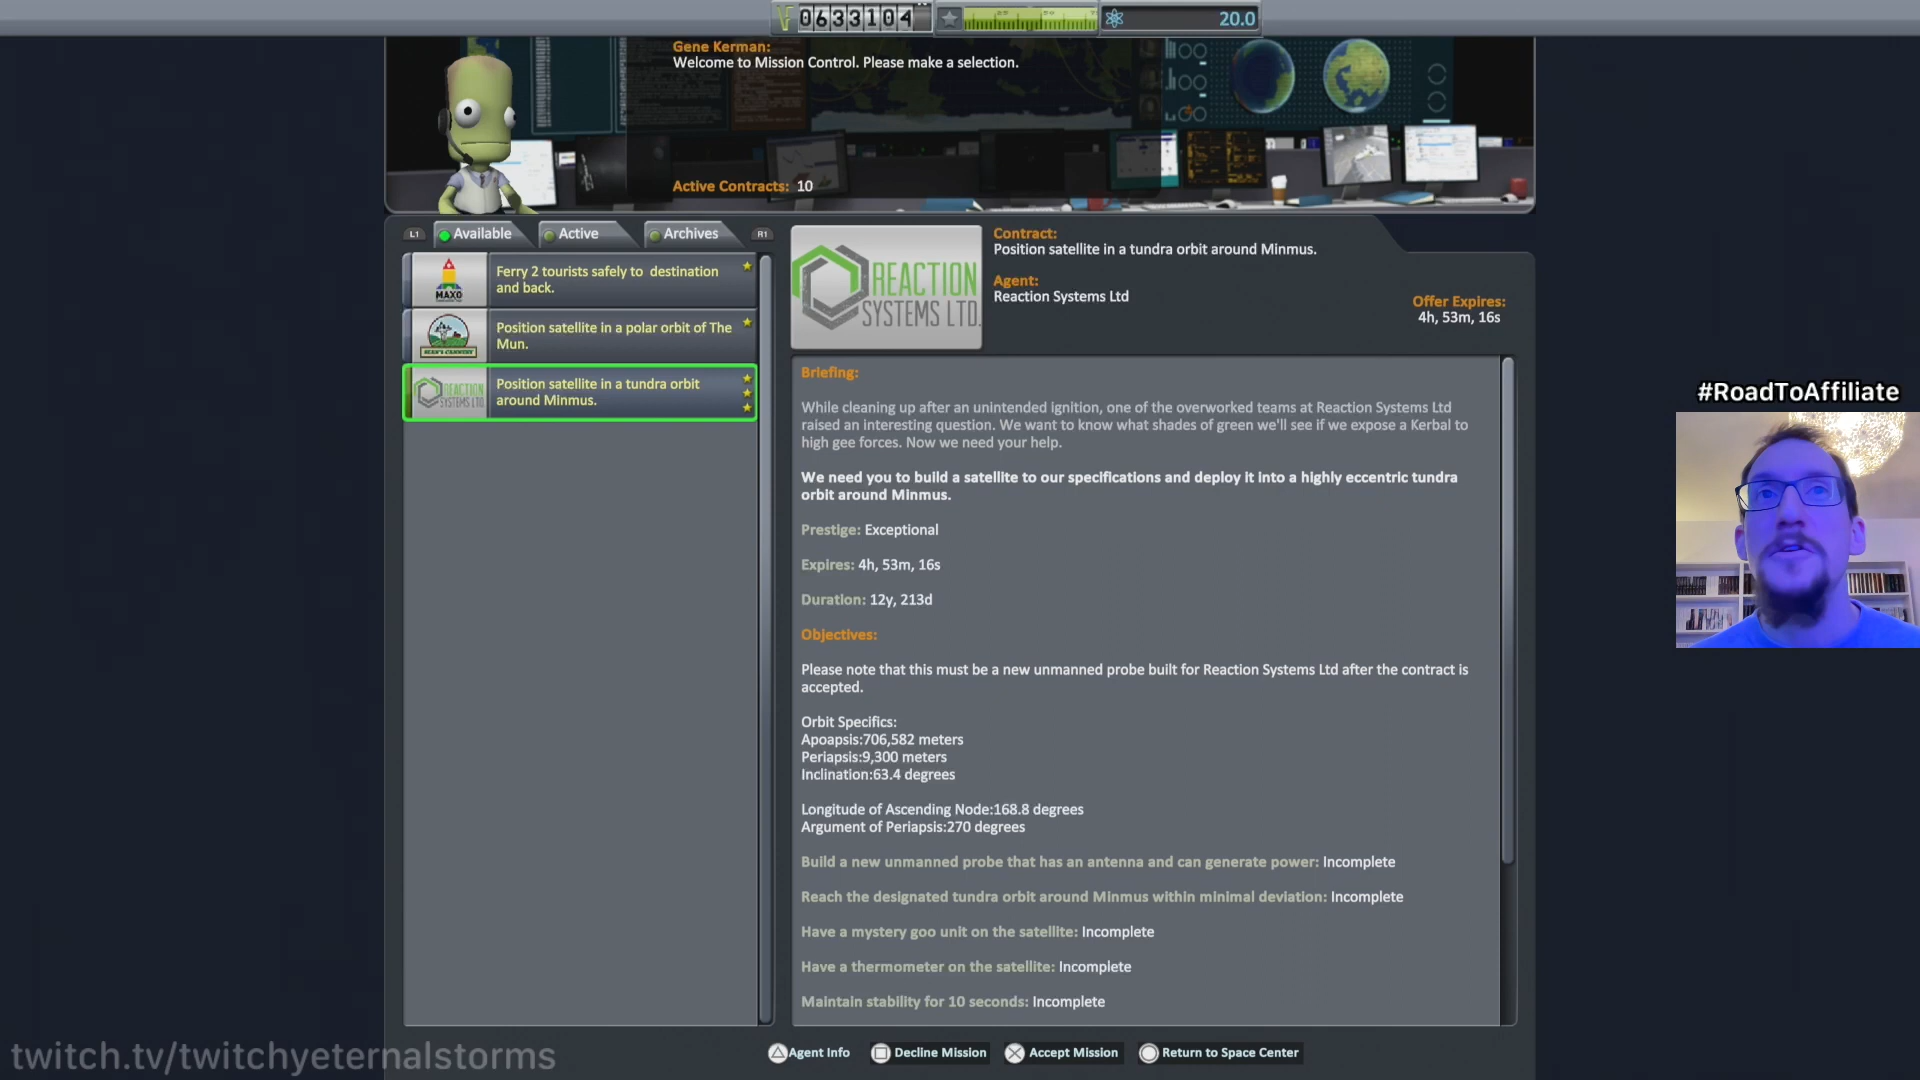 0633104
20.0
Gene Kerman:
Welcome to Mission Control. Please make a selection.
Active Contracts: 10
L1
Available
Active
Archives
R1
Ferry 2 tourists safely to destination
and back.
MAXO
Position satellite in a polar orbit of The
Mun.
SEAN'S CANNERY
Position satellite in a tundra orbit
around Minmus.
REACTION
SYSTEMS LTD
REACTION
SYSTEMS LTD.
Contract:
Position satellite in a tundra orbit around Minmus.
Agent:
Reaction Systems Ltd
Offer Expires:
4h, 53m, 16s
Briefing:
While cleaning up after an unintended ignition, one of the overworked teams at Reaction Systems Ltd
raised an interesting question. We want to know what shades of green we'll see if we expose a Kerbal to
high gee forces. Now we need your help.
We need you to build a satellite to our specifications and deploy it into a highly eccentric tundra
orbit around Minmus.
Prestige: Exceptional
Expires: 4h, 53m, 16s
Duration: 12y, 213d
Objectives:
Please note that this must be a new unmanned probe built for Reaction Systems Ltd after the contract is
accepted.
Orbit Specifics:
Apoapsis:706,582 meters
Periapsis:9,300 meters
Inclination:63.4 degrees
Longitude of Ascending Node:168.8 degrees
Argument of Periapsis:270 degrees
Build a new unmanned probe that has an antenna and can generate power: Incomplete
Reach the designated tundra orbit around Minmus within minimal deviation: Incomplete
Have a mystery goo unit on the satellite: Incomplete
Have a thermometer on the satellite: Incomplete
Maintain stability for 10 seconds: Incomplete
Agent Info
Decline Mission
Accept Mission
Return to Space Center
#RoadToAffiliate
twitch.tv/twitchyeternalstorms